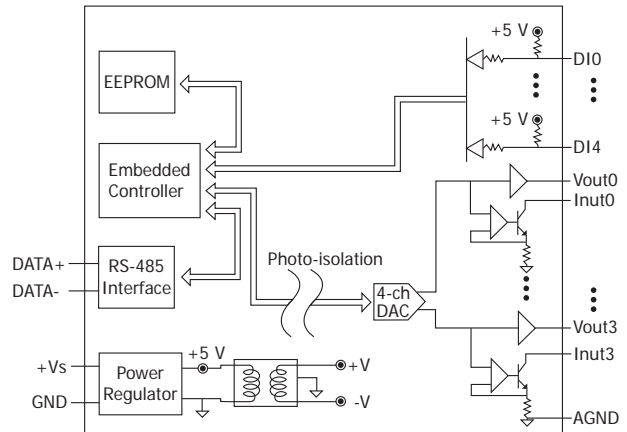 +5 V
EEPROM
DI0
+5 V
DI4
Embedded
Controller
Vout0
Inut0
DATA+
DATA-
RS-485
Interface
Photo-isolation
4-ch
DAC
Vout3
Inut3
+Vs
GND
Power
Regulator
+5 V
+V
-V
AGND